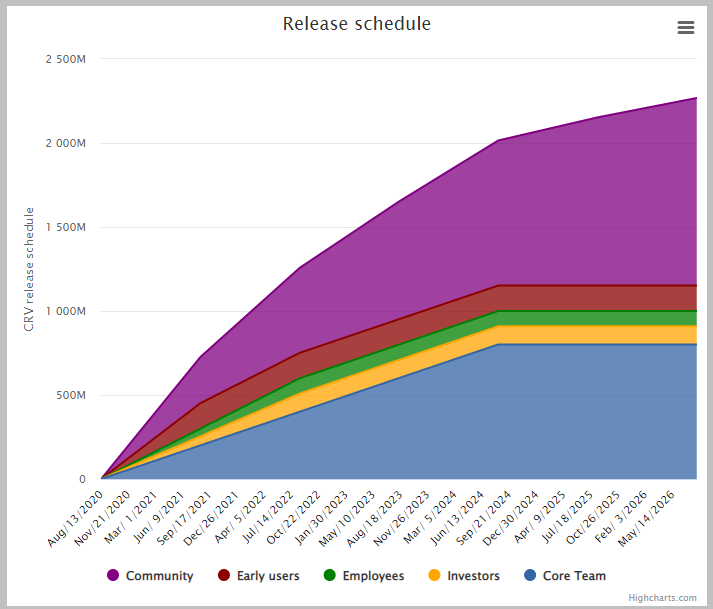 Release schedule
2 500M
2 000M
1 500M
1 000M
500M
0
CRV release schedule
Aug/13/2020
Nov/21/2020
Mar/ 1/2021
Jun/ 9/2021
Sep/17/2021
Dec/26/2021
Apr/ 5/2022
Jul/14/2022
Oct/22/2022
Jan/30/2023
May/10/2023
Aug/18/2023
Nov/26/2023
Mar/ 5/2024
Jun/13/2024
Sep/21/2024
Dec/30/2024
Apr/ 9/2025
Jul/18/2025
Oct/26/2025
Feb/ 3/2026
May/14/2026
Community Early users Employees Investors Core Team
Highcharts.com